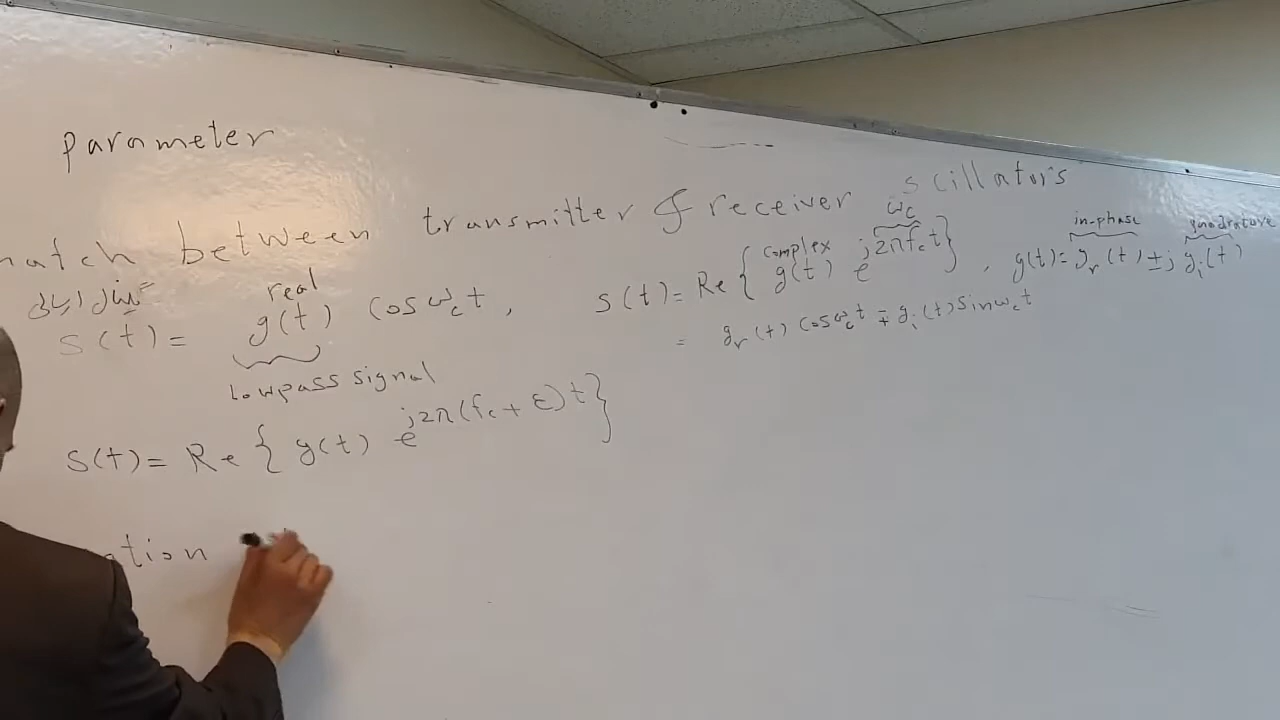 parameter
match between transmitter & receiver oscillators
real
s(t) = g(t) cos ω_c t ,
lowpass signal
ω_c
complex
s(t) = Re { g(t) e^{j2πf_c t} } , g(t) = g_r(t) ± j g_i(t)
in-phase
quadrature
= g_r(t) cos ω_c t ∓ g_i(t) sin ω_c t
s(t) = Re { g(t) e^{j2π(f_c + ε)t} }
ation